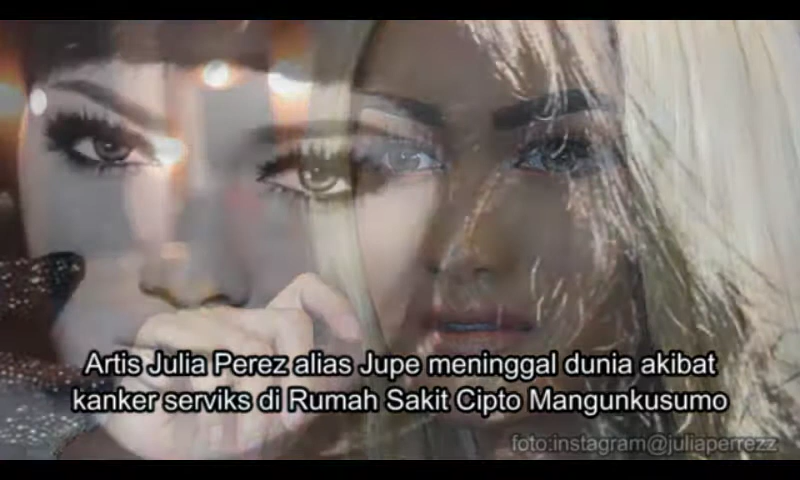 Artis Julia Perez alias Jupe meninggal dunia akibat
kanker serviks di Rumah Sakit Cipto Mangunkusumo
foto:instagram@juliaperrezz